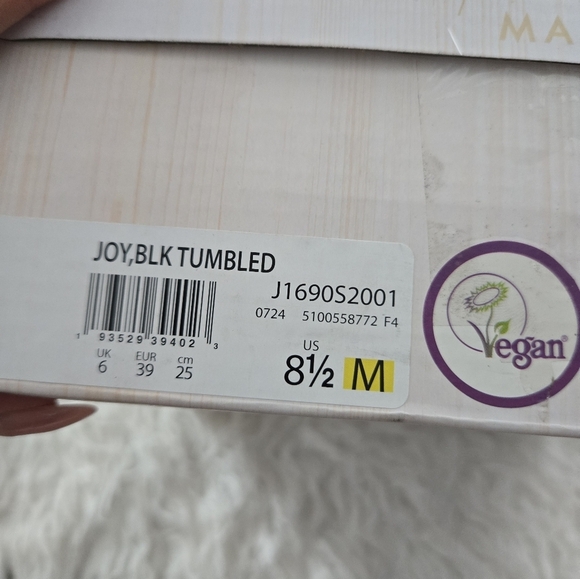 MA
JOY,BLK TUMBLED
J1690S2001
0724 5100558772 F4
1 93529 39402 3
UK EUR cm
6 39 25
US
8½ M
Vegan®